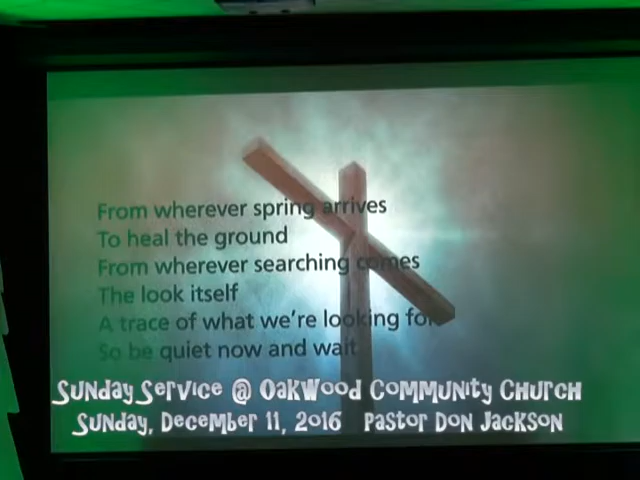 From wherever spring arrives
To heal the ground
From wherever searching comes
The look itself
A trace of what we're looking for
So be quiet now and wait
Sunday Service @ Oakwood Community Church
Sunday, December 11, 2016 Pastor Don Jackson